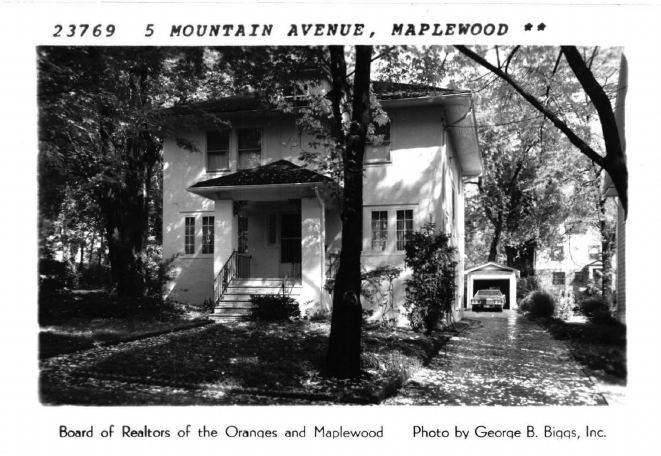 23769 5 MOUNTAIN AVENUE, MAPLEWOOD **
Board of Realtors of the Oranges and Maplewood Photo by George B. Biggs, Inc.